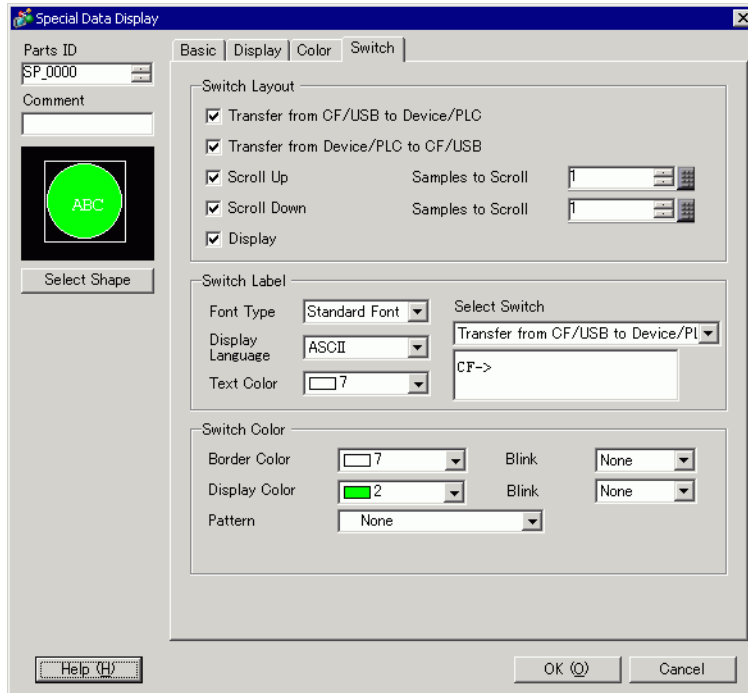 Special Data Display
Parts ID
SP_0000
Comment
ABC
Select Shape
Basic Display Color Switch
Switch Layout
Transfer from CF/USB to Device/PLC
Transfer from Device/PLC to CF/USB
Scroll Up Samples to Scroll 1
Scroll Down Samples to Scroll 1
Display
Switch Label
Font Type Standard Font
Display Language ASCII
Text Color 7
Select Switch
Transfer from CF/USB to Device/PL
CF->
Switch Color
Border Color 7 Blink None
Display Color 2 Blink None
Pattern None
Help (H) OK (O) Cancel